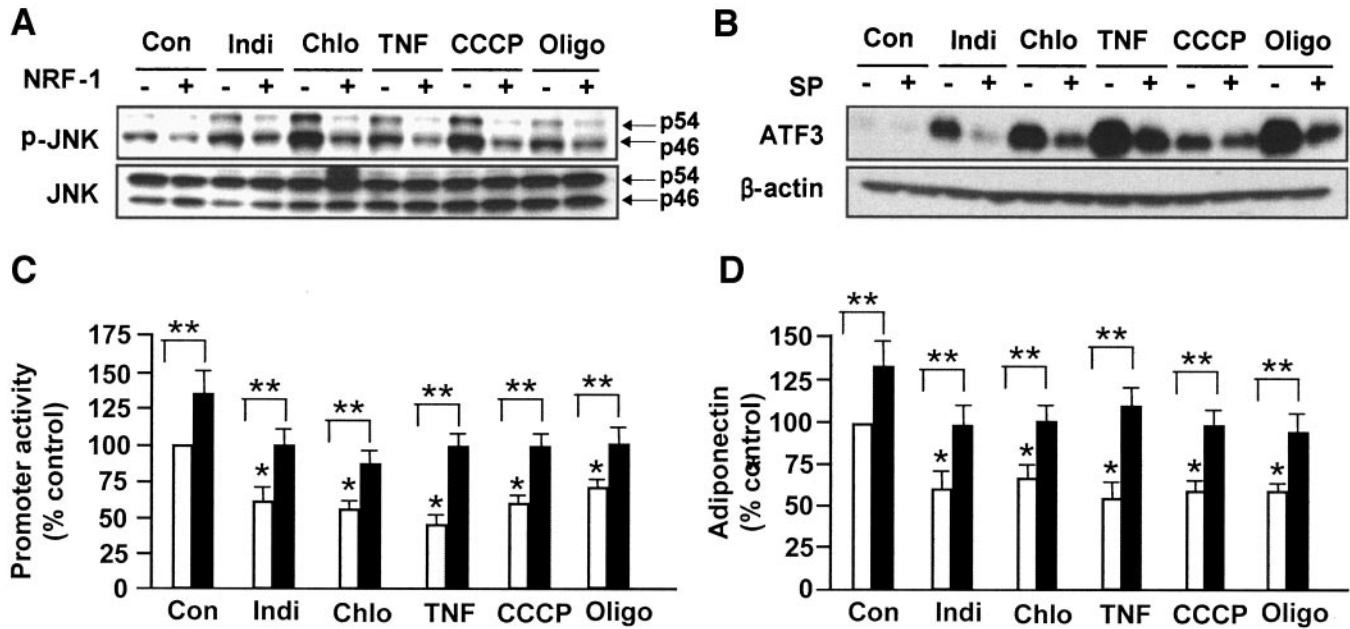 A
Con Indi Chlo TNF CCCP Oligo
NRF-1 - + - + - + - + - + - +
p-JNK
p54
p46
JNK
p54
p46
B
Con Indi Chlo TNF CCCP Oligo
SP - + - + - + - + - + - +
ATF3
β-actin
C
Promoter activity
(% control)
175
150
125
100
75
50
25
0
** ** ** ** ** **
* * * * *
Con Indi Chlo TNF CCCP Oligo
D
Adiponectin
(% control)
150
125
100
75
50
25
0
** ** ** ** ** **
* * * * *
Con Indi Chlo TNF CCCP Oligo